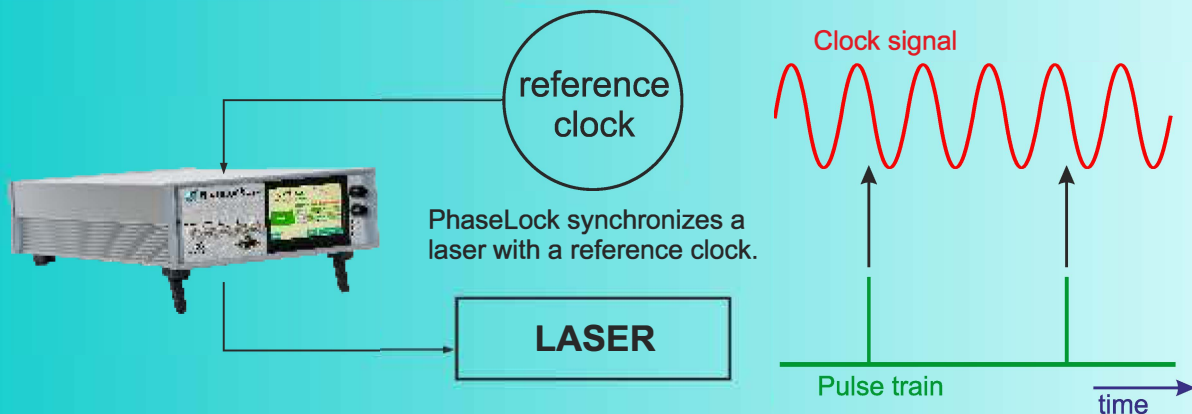 reference
clock
Clock signal
PhaseLock synchronizes a
laser with a reference clock.
LASER
Pulse train
time